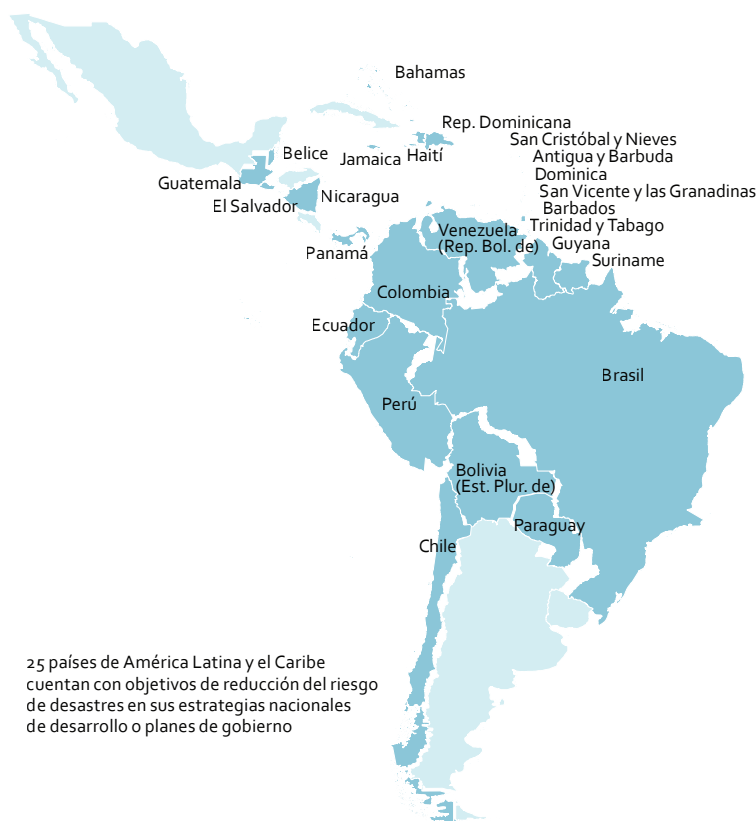 Bahamas
Rep. Dominicana
San Cristóbal y Nieves
Belice
Jamaica
Haití
Antigua y Barbuda
Dominica
Guatemala
El Salvador
Nicaragua
San Vicente y las Granadinas
Barbados
Trinidad y Tabago
Panamá
Venezuela
(Rep. Bol. de)
Guyana
Suriname
Colombia
Ecuador
Brasil
Perú
Bolivia
(Est. Plur. de)
Paraguay
Chile
25 países de América Latina y el Caribe
cuentan con objetivos de reducción del riesgo
de desastres en sus estrategias nacionales
de desarrollo o planes de gobierno